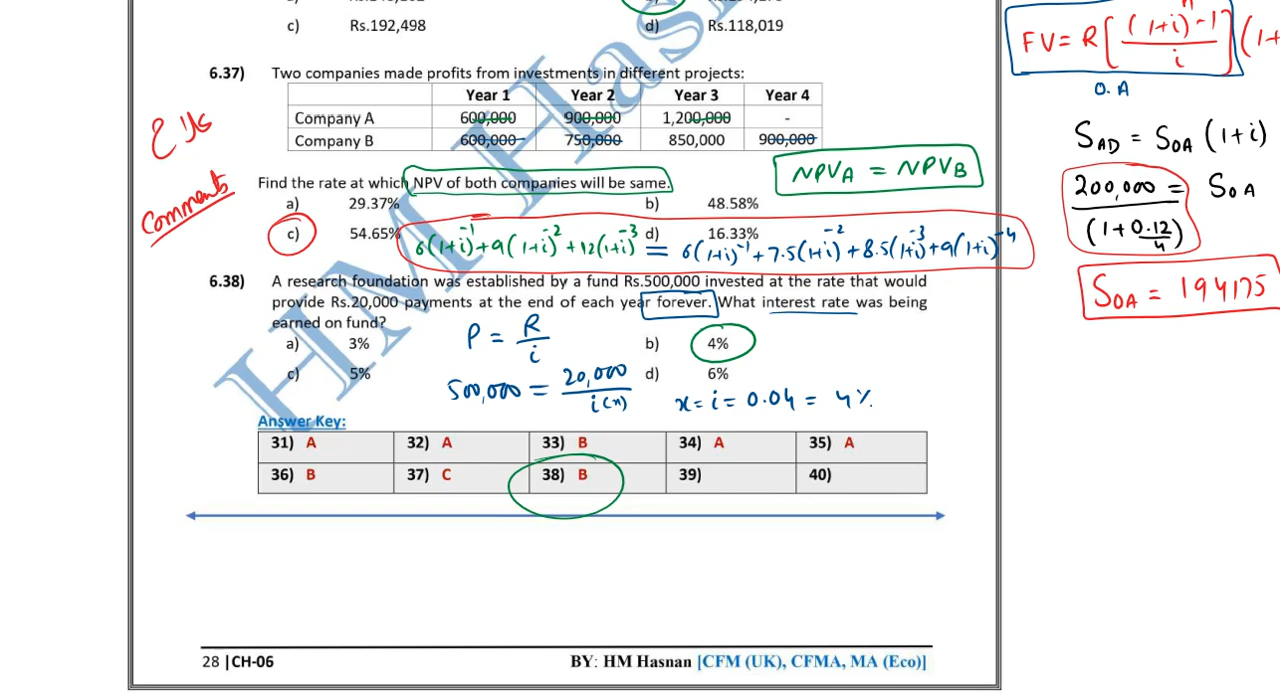 c) Rs.192,498 d) Rs.118,019
6.37) Two companies made profits from investments in different projects:
Year 1 Year 2 Year 3 Year 4
Company A 600,000 900,000 1,200,000 -
Company B 600,000 750,000 850,000 900,000
Find the rate at which NPV of both companies will be same.
NPVA = NPVB
a) 29.37% b) 48.58%
c) 54.65% d) 16.33%
6(1+i)^-1 + 9(1+i)^-2 + 12(1+i)^-3 = 6(1+i)^-1 + 7.5(1+i)^-2 + 8.5(1+i)^-3 + 9(1+i)^-4
Comments
6.38) A research foundation was established by a fund Rs.500,000 invested at the rate that would
provide Rs.20,000 payments at the end of each year forever. What interest rate was being
earned on fund?
a) 3% b) 4%
c) 5% d) 6%
P = R/i
500,000 = 20,000/i(x)
x = i = 0.04 = 4%
Answer Key:
31) A 32) A 33) B 34) A 35) A
36) B 37) C 38) B 39) 40)
28 |CH-06 BY: HM Hasnan [CFM (UK), CFMA, MA (Eco)]
FV = R[((1+i)^n - 1)/i](1+
O.A
SAD = SOA (1+i)
200,000/(1+0.12/4) = SOA
SOA = 194175
HM Hasn